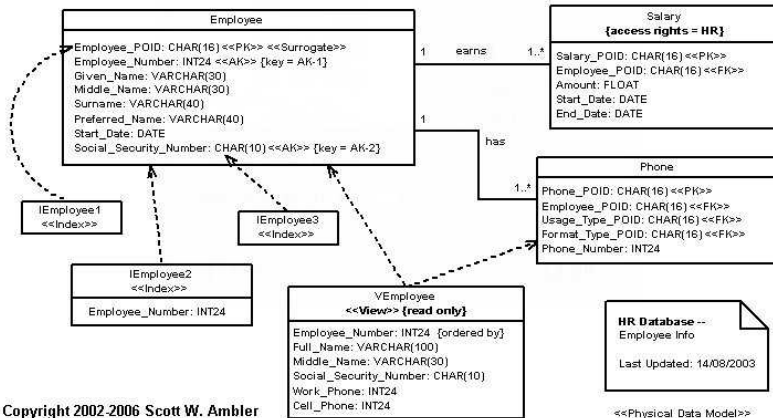 Employee
Employee_POID: CHAR(16) <<PK>> <<Surrogate>>
Employee_Number: INT24 <<AK>> {key = AK-1}
Given_Name: VARCHAR(30)
Middle_Name: VARCHAR(30)
Surname: VARCHAR(40)
Preferred_Name: VARCHAR(40)
Start_Date: DATE
Social_Security_Number: CHAR(10) <<AK>> {key = AK-2}
1
earns
1..*
Salary
{access rights = HR}
Salary_POID: CHAR(16) <<PK>>
Employee_POID: CHAR(16) <<FK>>
Amount: FLOAT
Start_Date: DATE
End_Date: DATE
1
has
1..*
Phone
Phone_POID: CHAR(16) <<PK>>
Employee_POID: CHAR(16) <<FK>>
Usage_Type_POID: CHAR(16) <<FK>>
Format_Type_POID: CHAR(16) <<FK>>
Phone_Number: INT24
IEmployee1
<<Index>>
IEmployee3
<<Index>>
IEmployee2
<<Index>>
Employee_Number: INT24
VEmployee
<<View>> {read only}
Employee_Number: INT24 {ordered by}
Full_Name: VARCHAR(100)
Middle_Name: VARCHAR(30)
Social_Security_Number: CHAR(10)
Work_Phone: INT24
Cell_Phone: INT24
HR Database --
Employee Info
Last Updated: 14/08/2003
Copyright 2002-2006 Scott W. Ambler
<<Physical Data Model>>